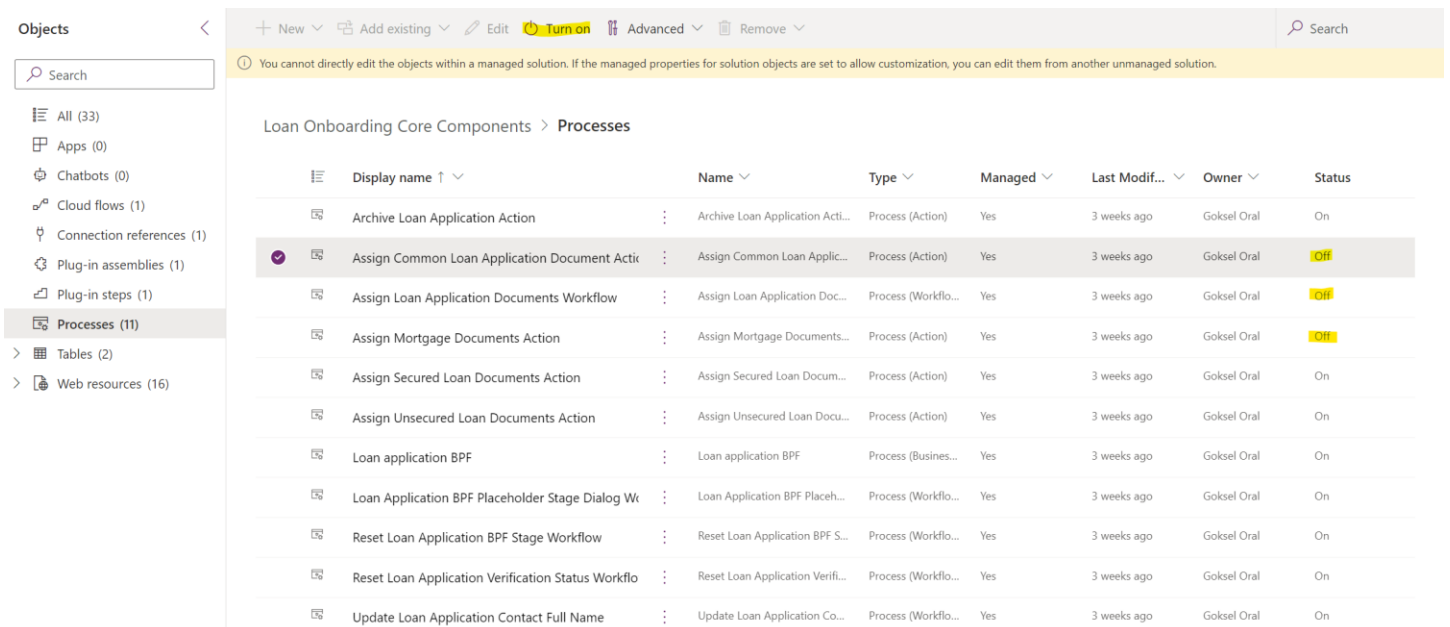 Objects
Search
All (33)
Apps (0)
Chatbots (0)
Cloud flows (1)
Connection references (1)
Plug-in assemblies (1)
Plug-in steps (1)
Processes (11)
Tables (2)
Web resources (16)
New Add existing Edit Turn on Advanced Remove Search
You cannot directly edit the objects within a managed solution. If the managed properties for solution objects are set to allow customization, you can edit them from another unmanaged solution.
Loan Onboarding Core Components > Processes
Display name ↑ Name Type Managed Last Modif... Owner Status
Archive Loan Application Action Archive Loan Application Acti... Process (Action) Yes 3 weeks ago Goksel Oral On
Assign Common Loan Application Document Actic Assign Common Loan Applic... Process (Action) Yes 3 weeks ago Goksel Oral Off
Assign Loan Application Documents Workflow Assign Loan Application Doc... Process (Workflo... Yes 3 weeks ago Goksel Oral Off
Assign Mortgage Documents Action Assign Mortgage Documents... Process (Action) Yes 3 weeks ago Goksel Oral Off
Assign Secured Loan Documents Action Assign Secured Loan Docum... Process (Action) Yes 3 weeks ago Goksel Oral On
Assign Unsecured Loan Documents Action Assign Unsecured Loan Docu... Process (Action) Yes 3 weeks ago Goksel Oral On
Loan application BPF Loan application BPF Process (Busines... Yes 3 weeks ago Goksel Oral On
Loan Application BPF Placeholder Stage Dialog Wo Loan Application BPF Placeh... Process (Workflo... Yes 3 weeks ago Goksel Oral On
Reset Loan Application BPF Stage Workflow Reset Loan Application BPF S... Process (Workflo... Yes 3 weeks ago Goksel Oral On
Reset Loan Application Verification Status Workflo Reset Loan Application Verifi... Process (Workflo... Yes 3 weeks ago Goksel Oral On
Update Loan Application Contact Full Name Update Loan Application Co... Process (Workflo... Yes 3 weeks ago Goksel Oral On